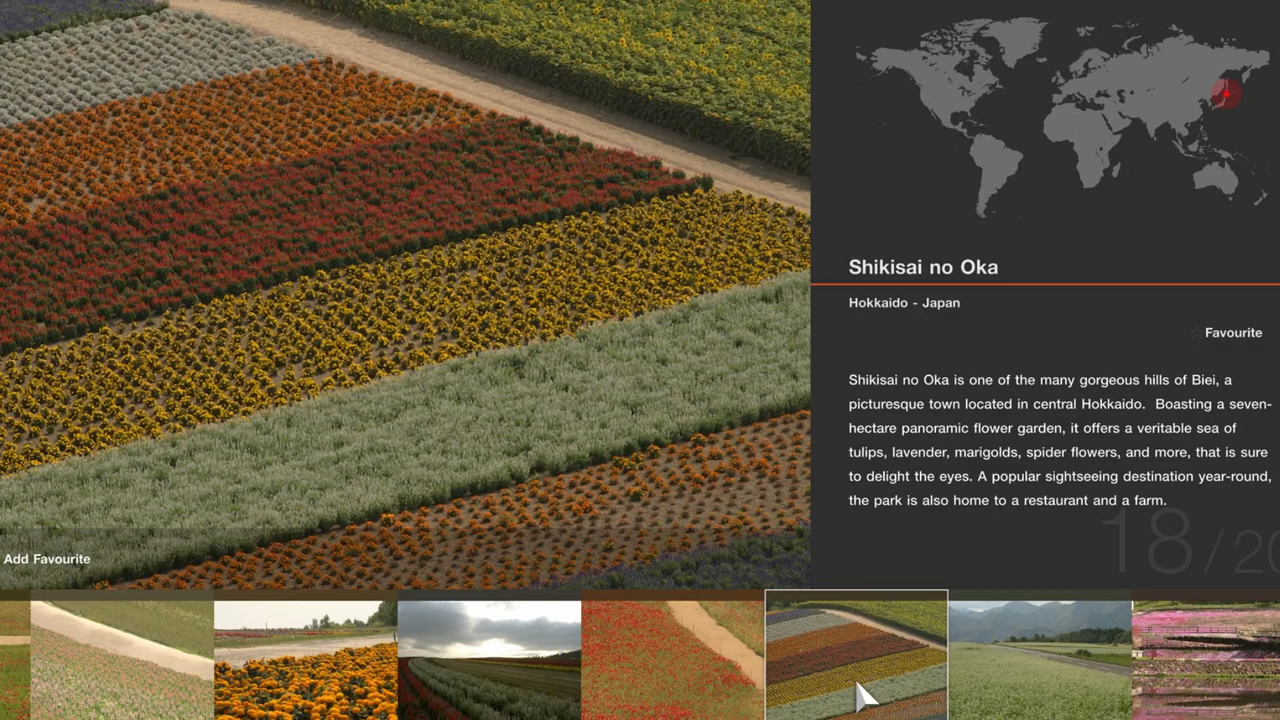 Shikisai no Oka
Hokkaido - Japan
Favourite
Shikisai no Oka is one of the many gorgeous hills of Biei, a
picturesque town located in central Hokkaido. Boasting a seven-
hectare panoramic flower garden, it offers a veritable sea of
tulips, lavender, marigolds, spider flowers, and more, that is sure
to delight the eyes. A popular sightseeing destination year-round,
the park is also home to a restaurant and a farm.
18/20
Add Favourite